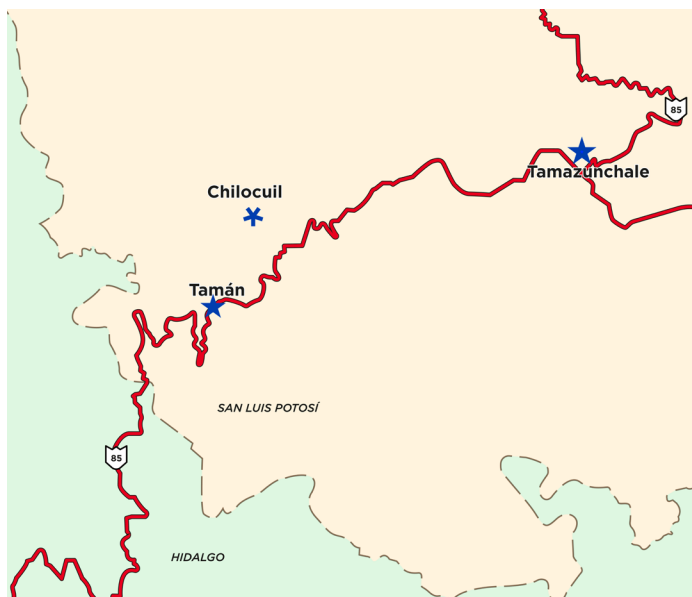 85
Tamazunchale
Chilocuil
Tamán
SAN LUIS POTOSÍ
85
HIDALGO